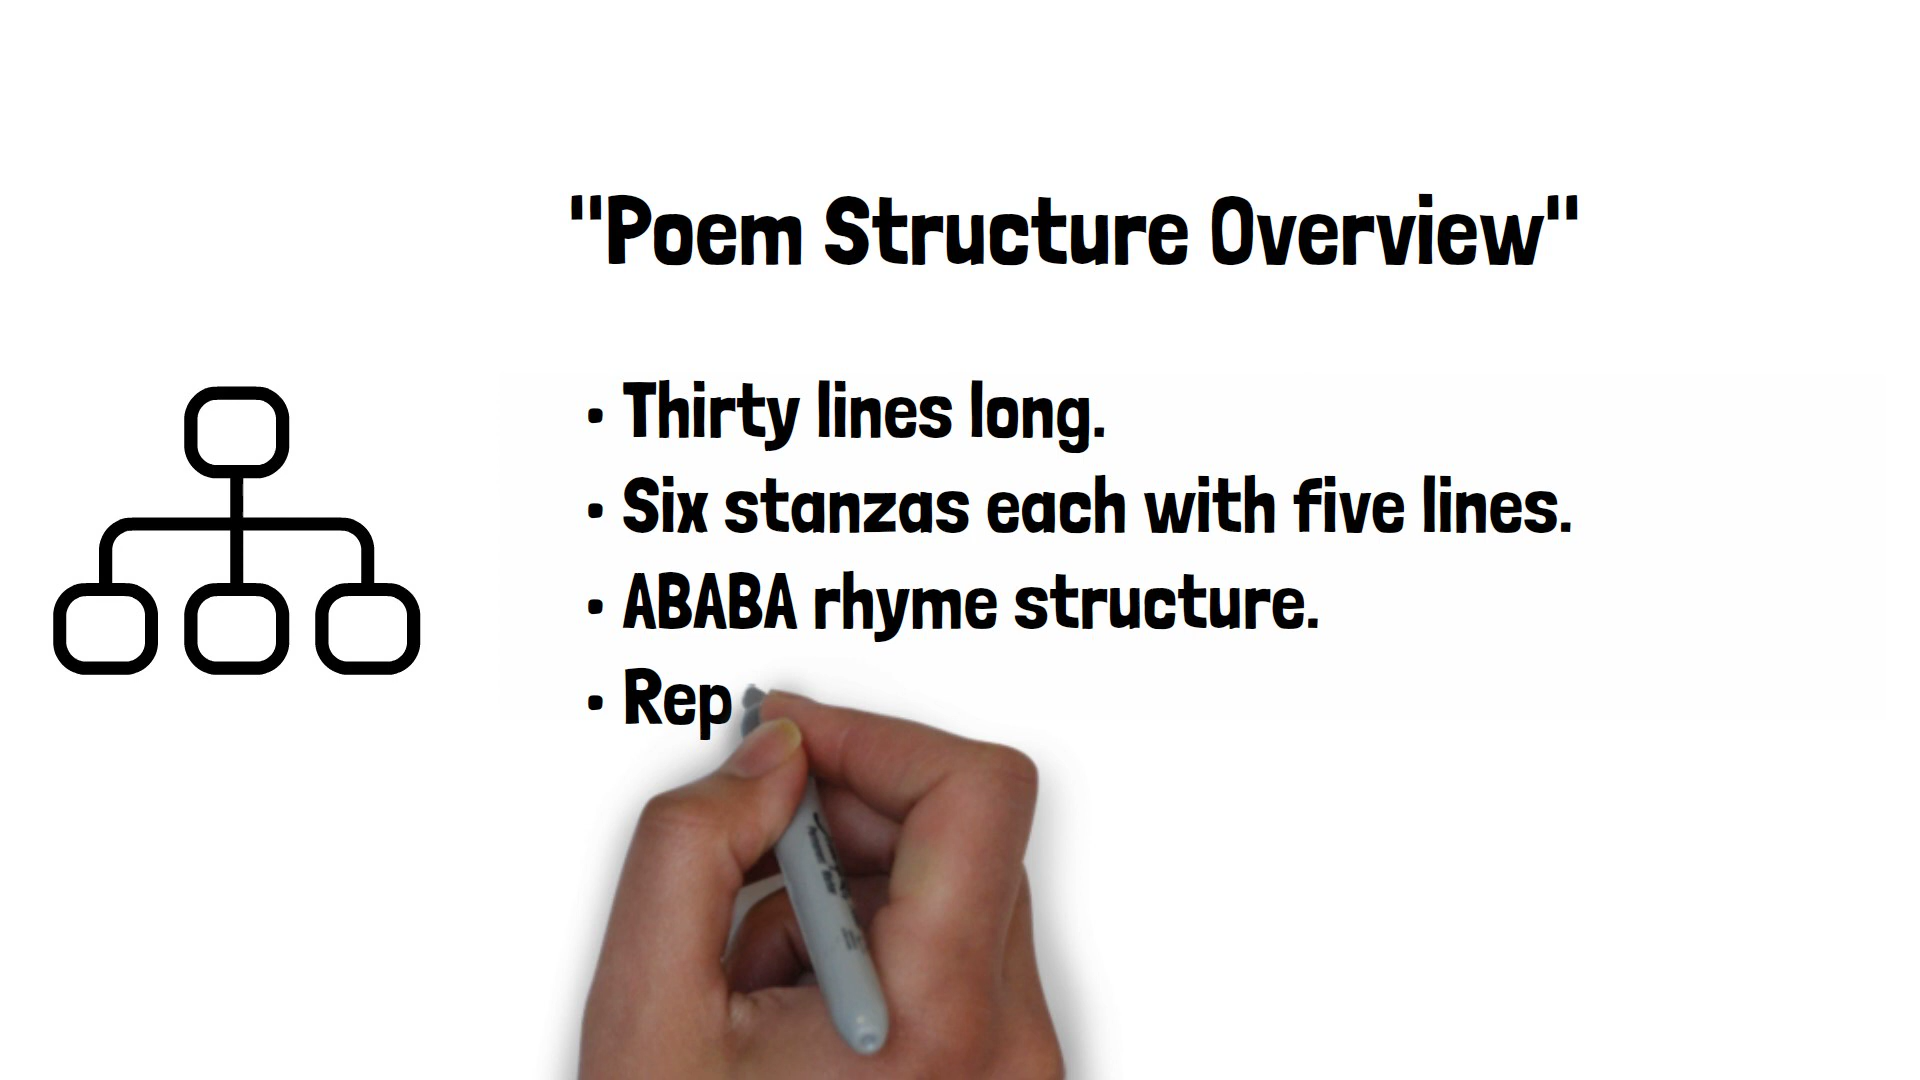 "Poem Structure Overview"
• Thirty lines long.
• Six stanzas each with five lines.
• ABABA rhyme structure.
• Rep